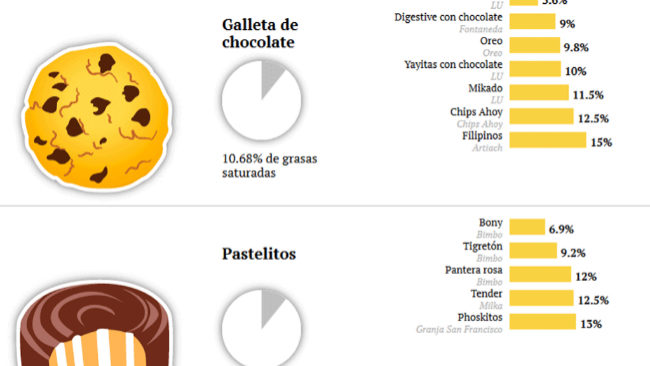 LU
Galleta de
chocolate
10.68% de grasas
saturadas
Digestive con chocolate
Fontaneda
9%
Oreo
Oreo
9.8%
Yayitas con chocolate
LU
10%
Mikado
LU
11.5%
Chips Ahoy
Chips Ahoy
12.5%
Filipinos
Artiach
15%
Pastelitos
Bony
Bimbo
6.9%
Tigretón
Bimbo
9.2%
Pantera rosa
Bimbo
12%
Tender
Milka
12.5%
Phoskitos
Granja San Francisco
13%